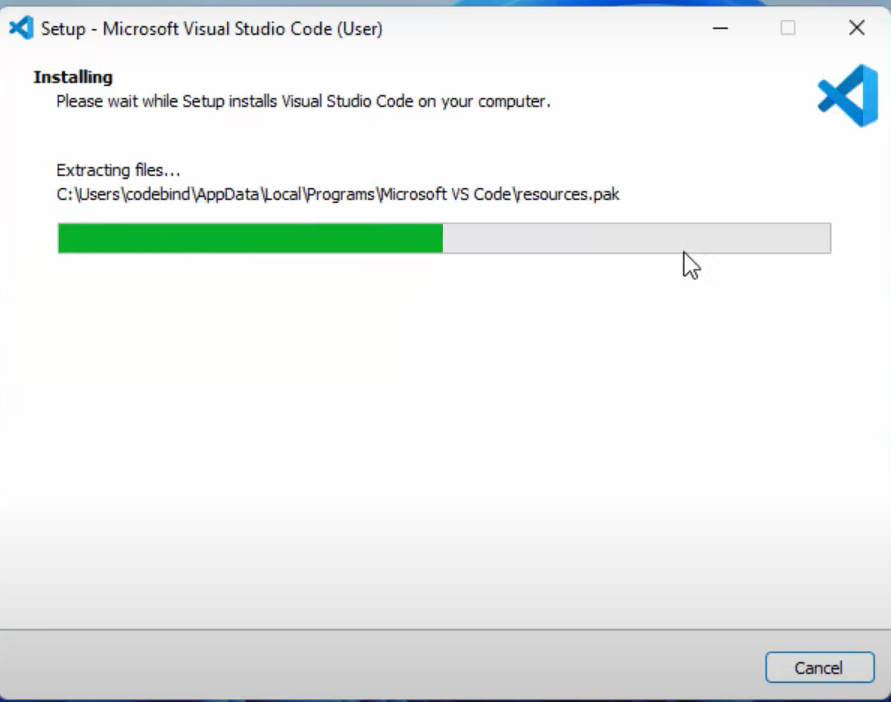 Setup - Microsoft Visual Studio Code (User)
Installing
Please wait while Setup installs Visual Studio Code on your computer.
Extracting files...
C:\Users\codebind\AppData\Local\Programs\Microsoft VS Code\resources.pak
Cancel